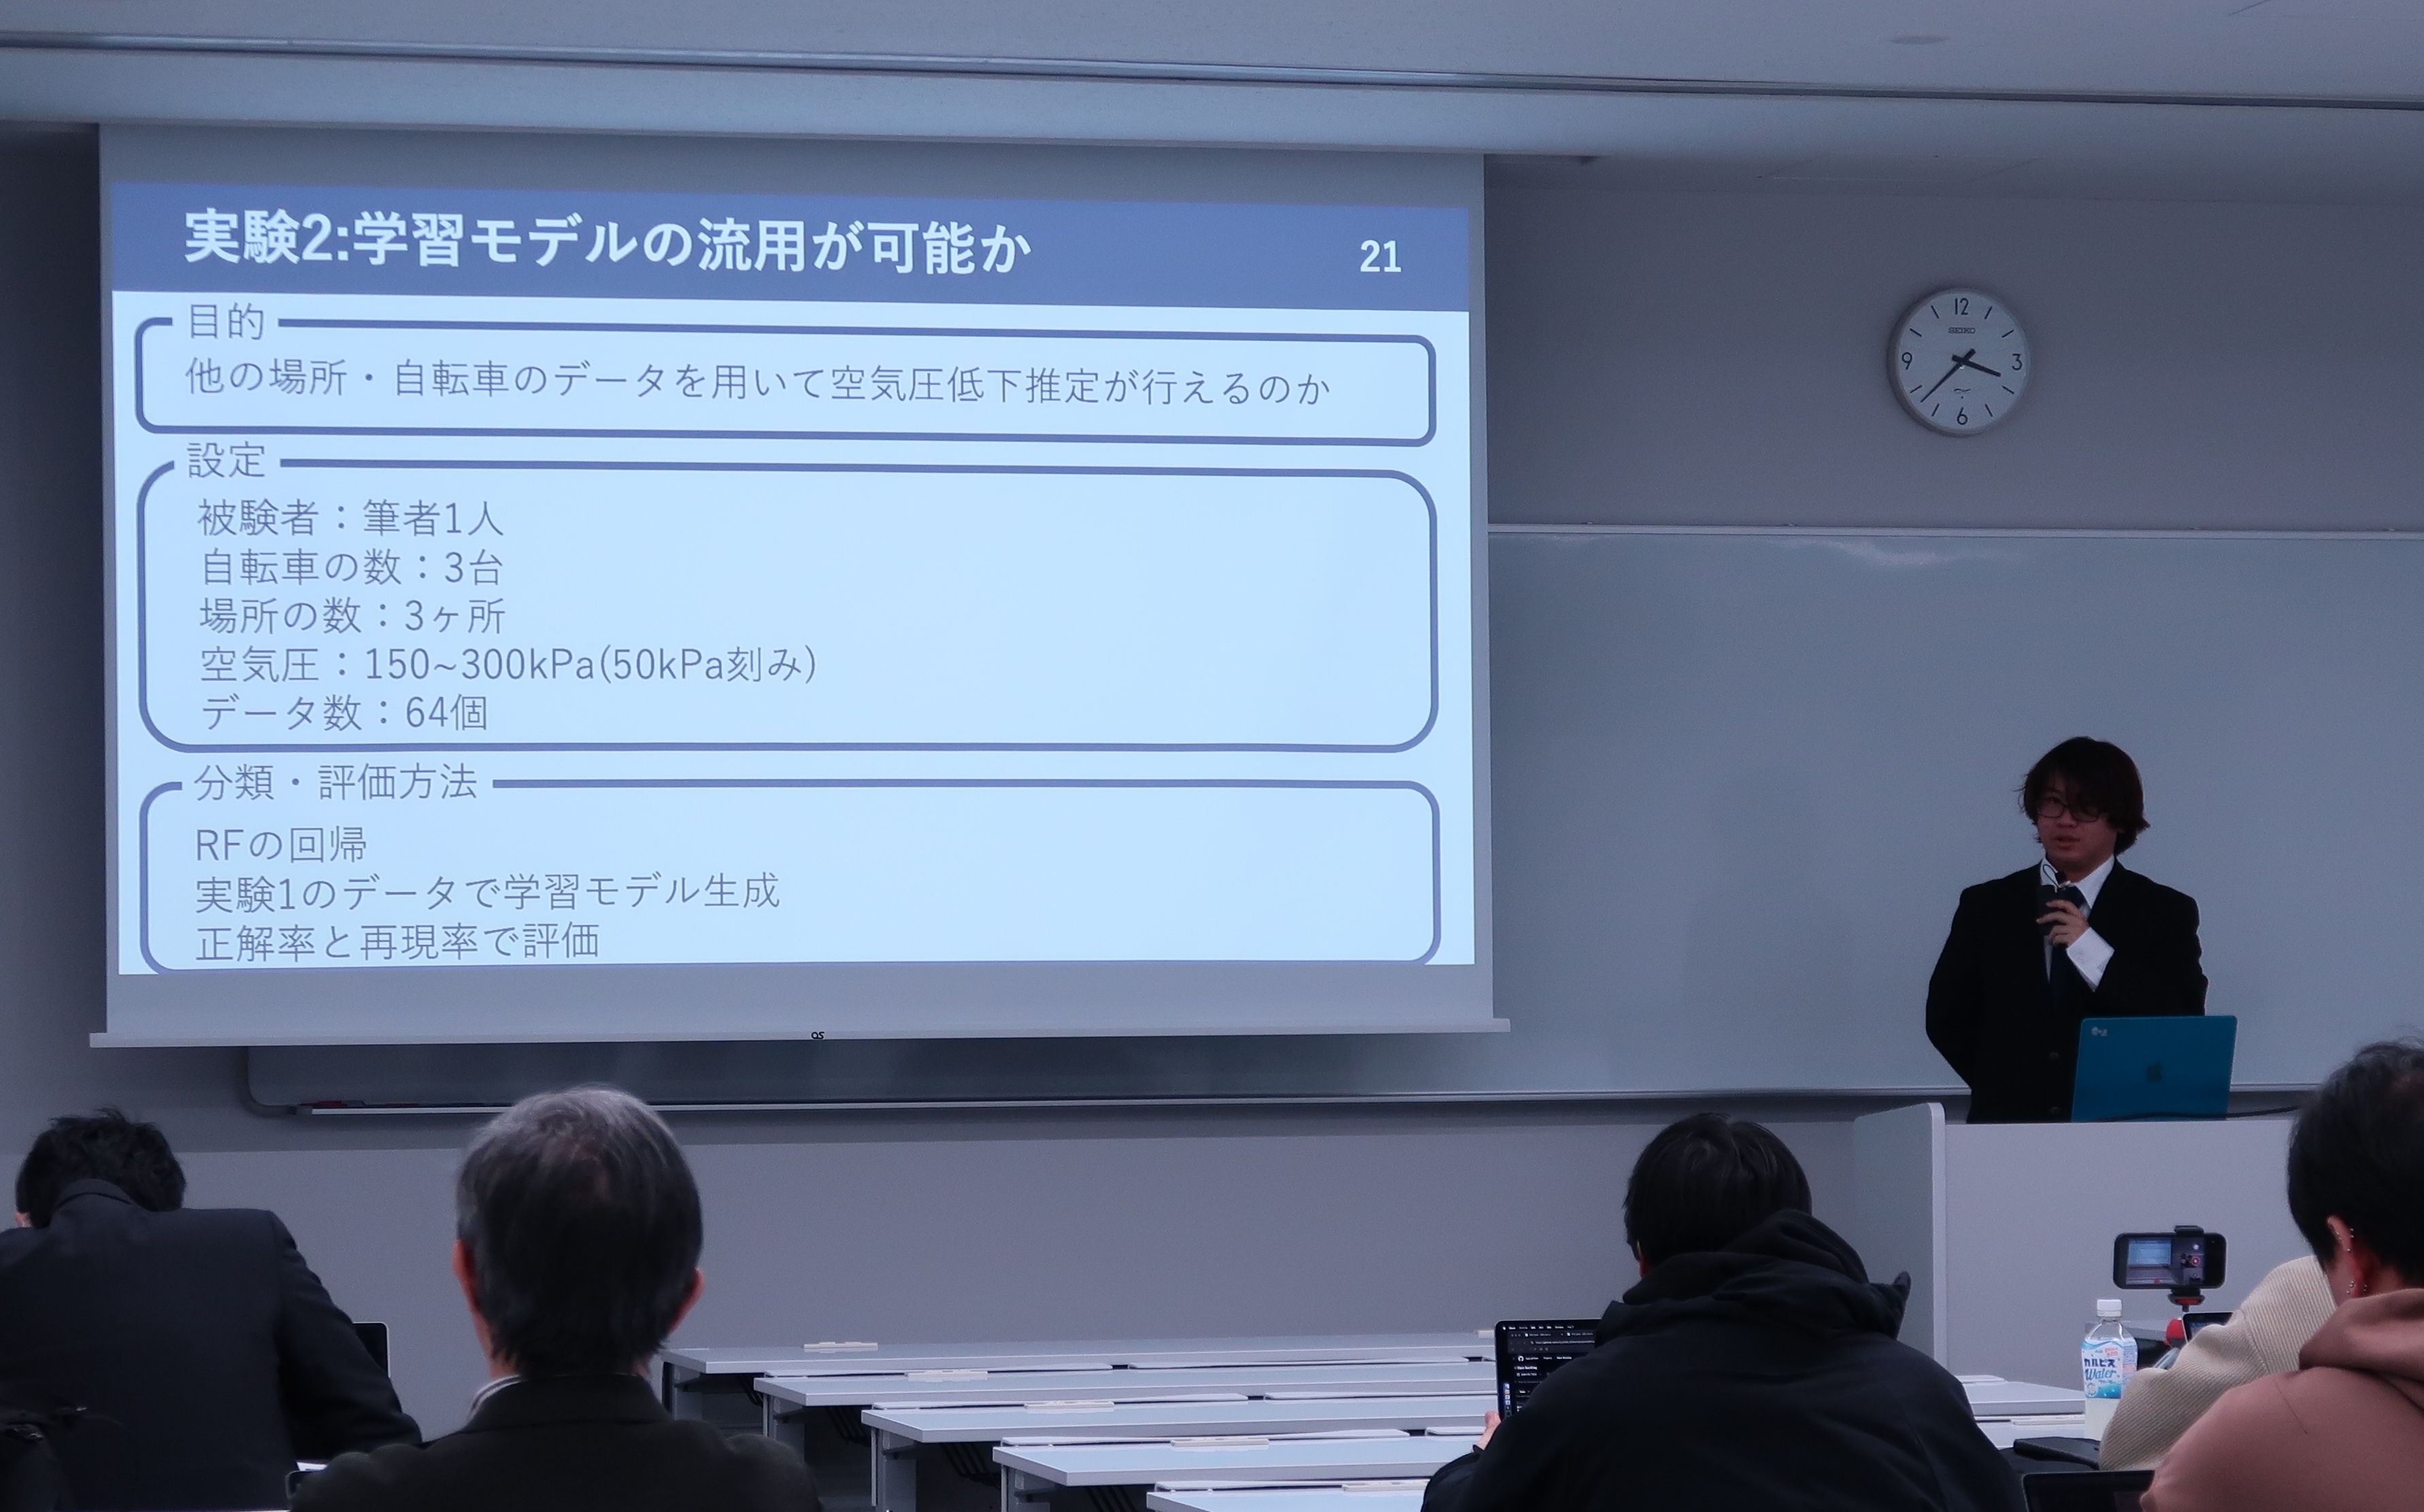 実験2:学習モデルの流用が可能か
21
目的
他の場所・自転車のデータを用いて空気圧低下推定が行えるのか
設定
被験者：筆者1人
自転車の数：3台
場所の数：3ヶ所
空気圧：150~300kPa(50kPa刻み)
データ数：64個
分類・評価方法
RFの回帰
実験1のデータで学習モデル生成
正解率と再現率で評価
OS
12
SEIKO
9
3
6
カルピス
Water